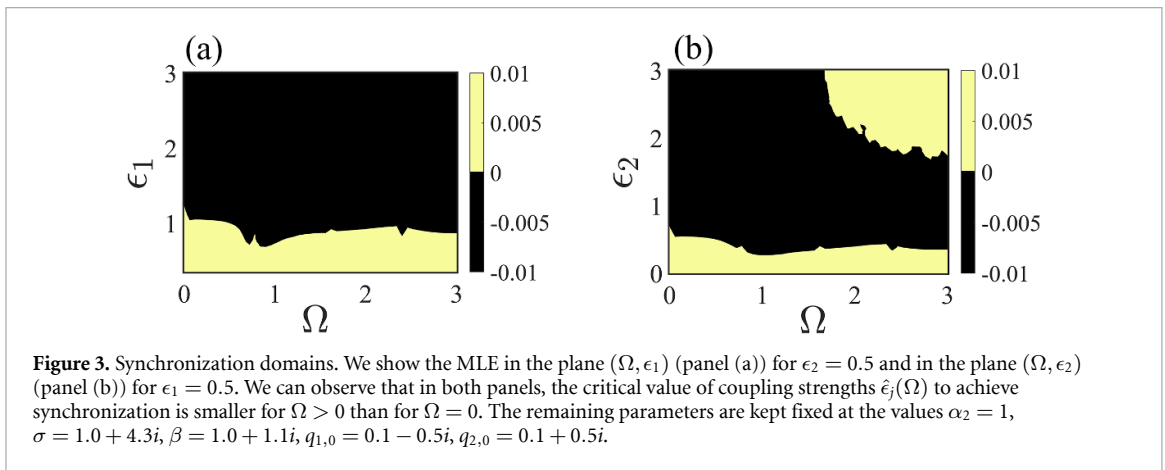 (a)
(b)
3
2
1
ϵ1
0
1
2
3
Ω
0.01
0.005
0
-0.005
-0.01
3
2
1
0
ϵ2
0
1
2
3
Ω
0.01
0.005
0
-0.005
-0.01
Figure 3. Synchronization domains. We show the MLE in the plane (Ω, ϵ1) (panel (a)) for ϵ2 = 0.5 and in the plane (Ω, ϵ2)
(panel (b)) for ϵ1 = 0.5. We can observe that in both panels, the critical value of coupling strengths ϵ̂j(Ω) to achieve
synchronization is smaller for Ω > 0 than for Ω = 0. The remaining parameters are kept fixed at the values α2 = 1,
σ = 1.0 + 4.3i, β = 1.0 + 1.1i, q1,0 = 0.1 − 0.5i, q2,0 = 0.1 + 0.5i.